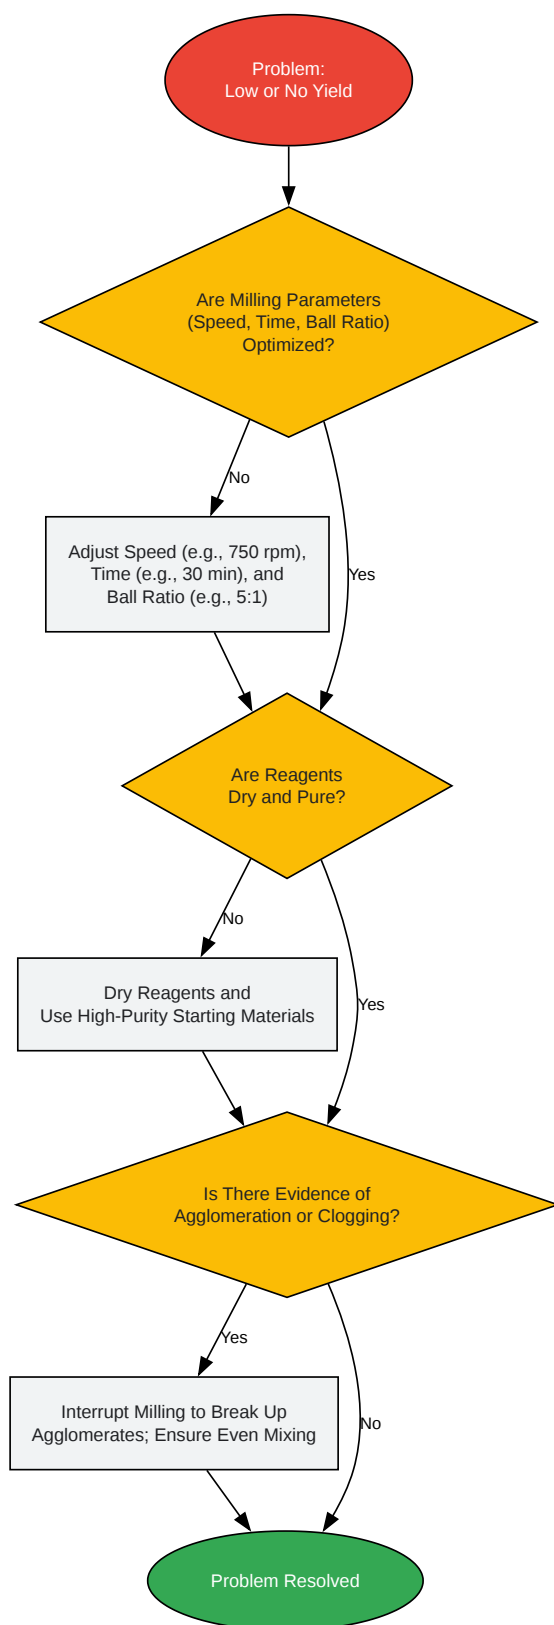 Problem:
Low or No Yield
Are Milling Parameters
(Speed, Time, Ball Ratio)
Optimized?
No
Yes
Adjust Speed (e.g., 750 rpm),
Time (e.g., 30 min), and
Ball Ratio (e.g., 5:1)
Are Reagents
Dry and Pure?
No
Yes
Dry Reagents and
Use High-Purity Starting Materials
Is There Evidence of
Agglomeration or Clogging?
Yes
No
Interrupt Milling to Break Up
Agglomerates; Ensure Even Mixing
Problem Resolved